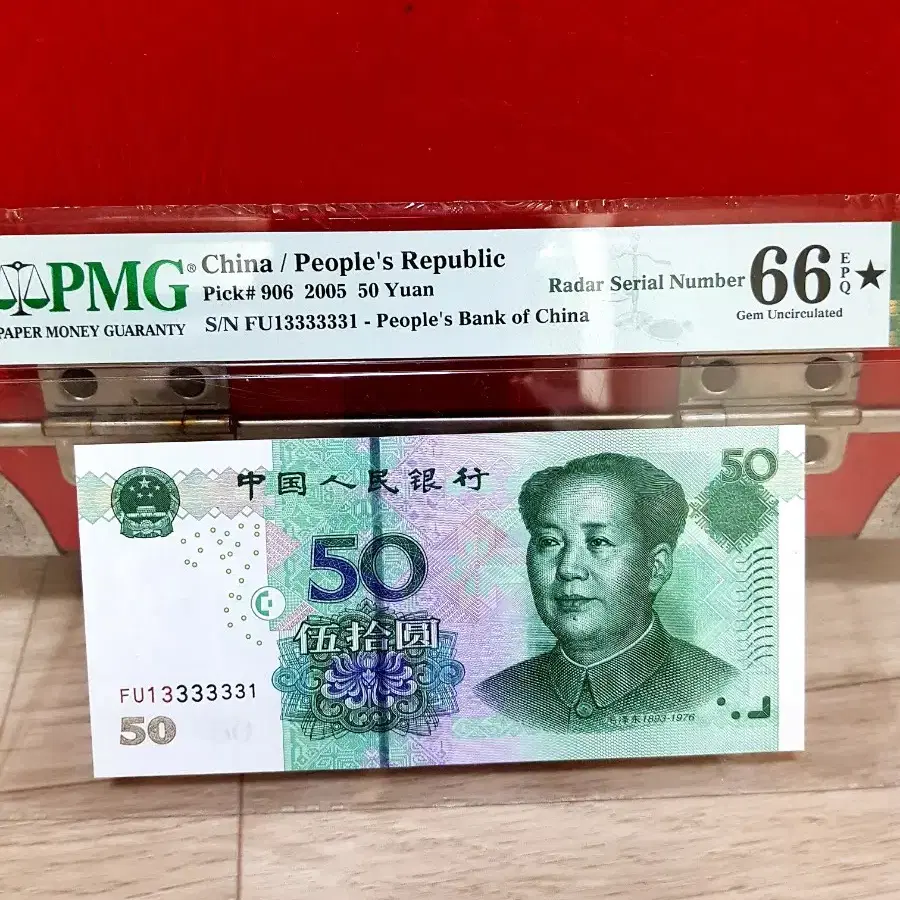 PMG® China / People's Republic
Pick# 906 2005 50 Yuan
Radar Serial Number 66 EPQ ★
PAPER MONEY GUARANTY
S/N FU13333331 - People's Bank of China
Gem Uncirculated
中国人民银行
50
50
伍拾圆
FU13333331
50
毛泽东1893-1976